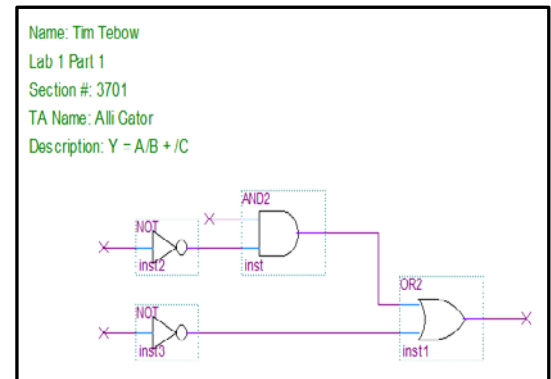 Name: Tim Tebow
Lab 1 Part 1
Section #: 3701
TA Name: Alli Gator
Description: Y = A/B + /C
AND2
NOT
inst2
inst
OR2
NOT
inst3
inst1